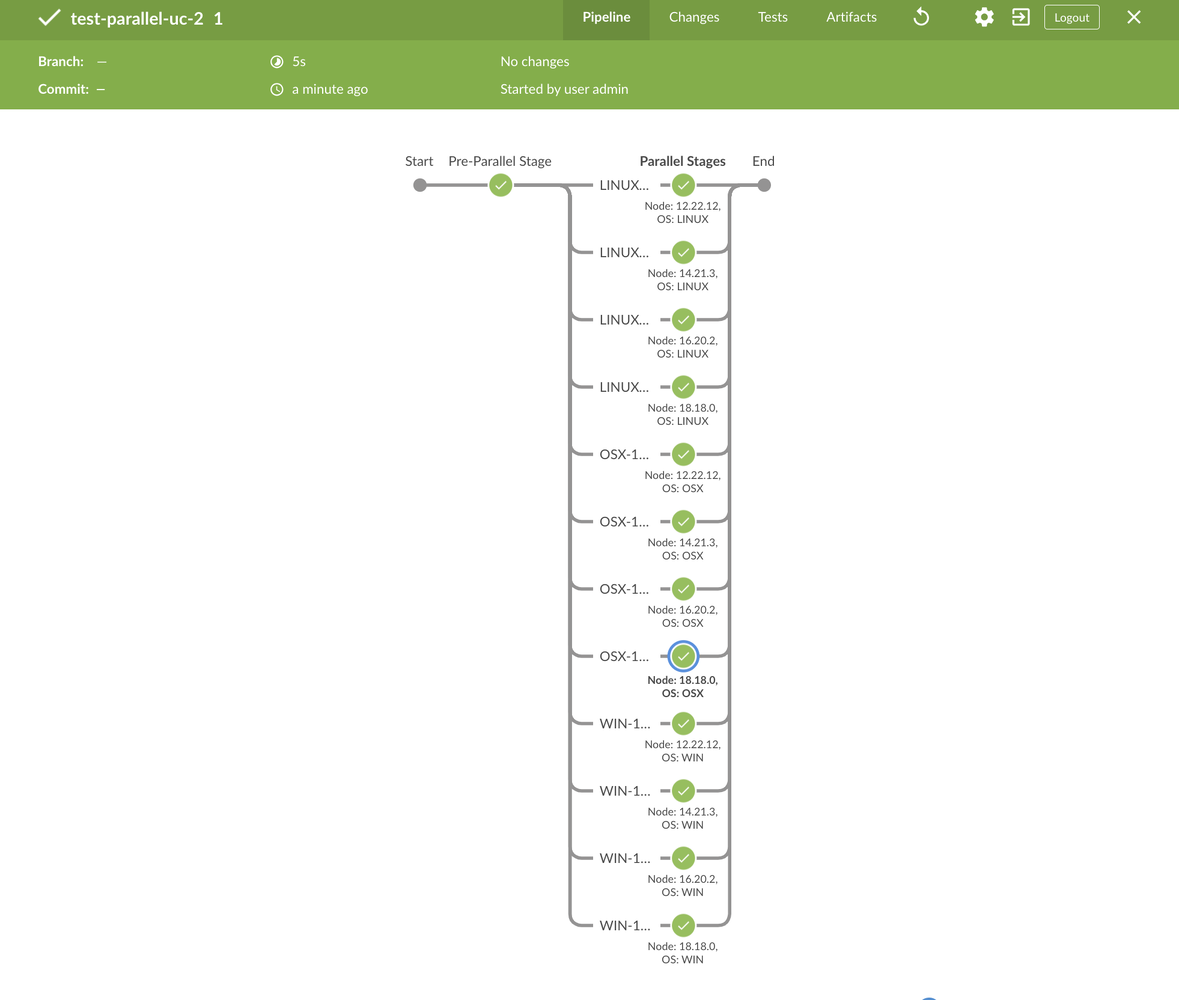 test-parallel-uc-2 1
Pipeline
Changes
Tests
Artifacts
Logout
Branch: —
5s
No changes
Commit: —
a minute ago
Started by user admin
Start
Pre-Parallel Stage
Parallel Stages
End
LINUX...
Node: 12.22.12,
OS: LINUX
LINUX...
Node: 14.21.3,
OS: LINUX
LINUX...
Node: 16.20.2,
OS: LINUX
LINUX...
Node: 18.18.0,
OS: LINUX
OSX-1...
Node: 12.22.12,
OS: OSX
OSX-1...
Node: 14.21.3,
OS: OSX
OSX-1...
Node: 16.20.2,
OS: OSX
OSX-1...
Node: 18.18.0,
OS: OSX
WIN-1...
Node: 12.22.12,
OS: WIN
WIN-1...
Node: 14.21.3,
OS: WIN
WIN-1...
Node: 16.20.2,
OS: WIN
WIN-1...
Node: 18.18.0,
OS: WIN